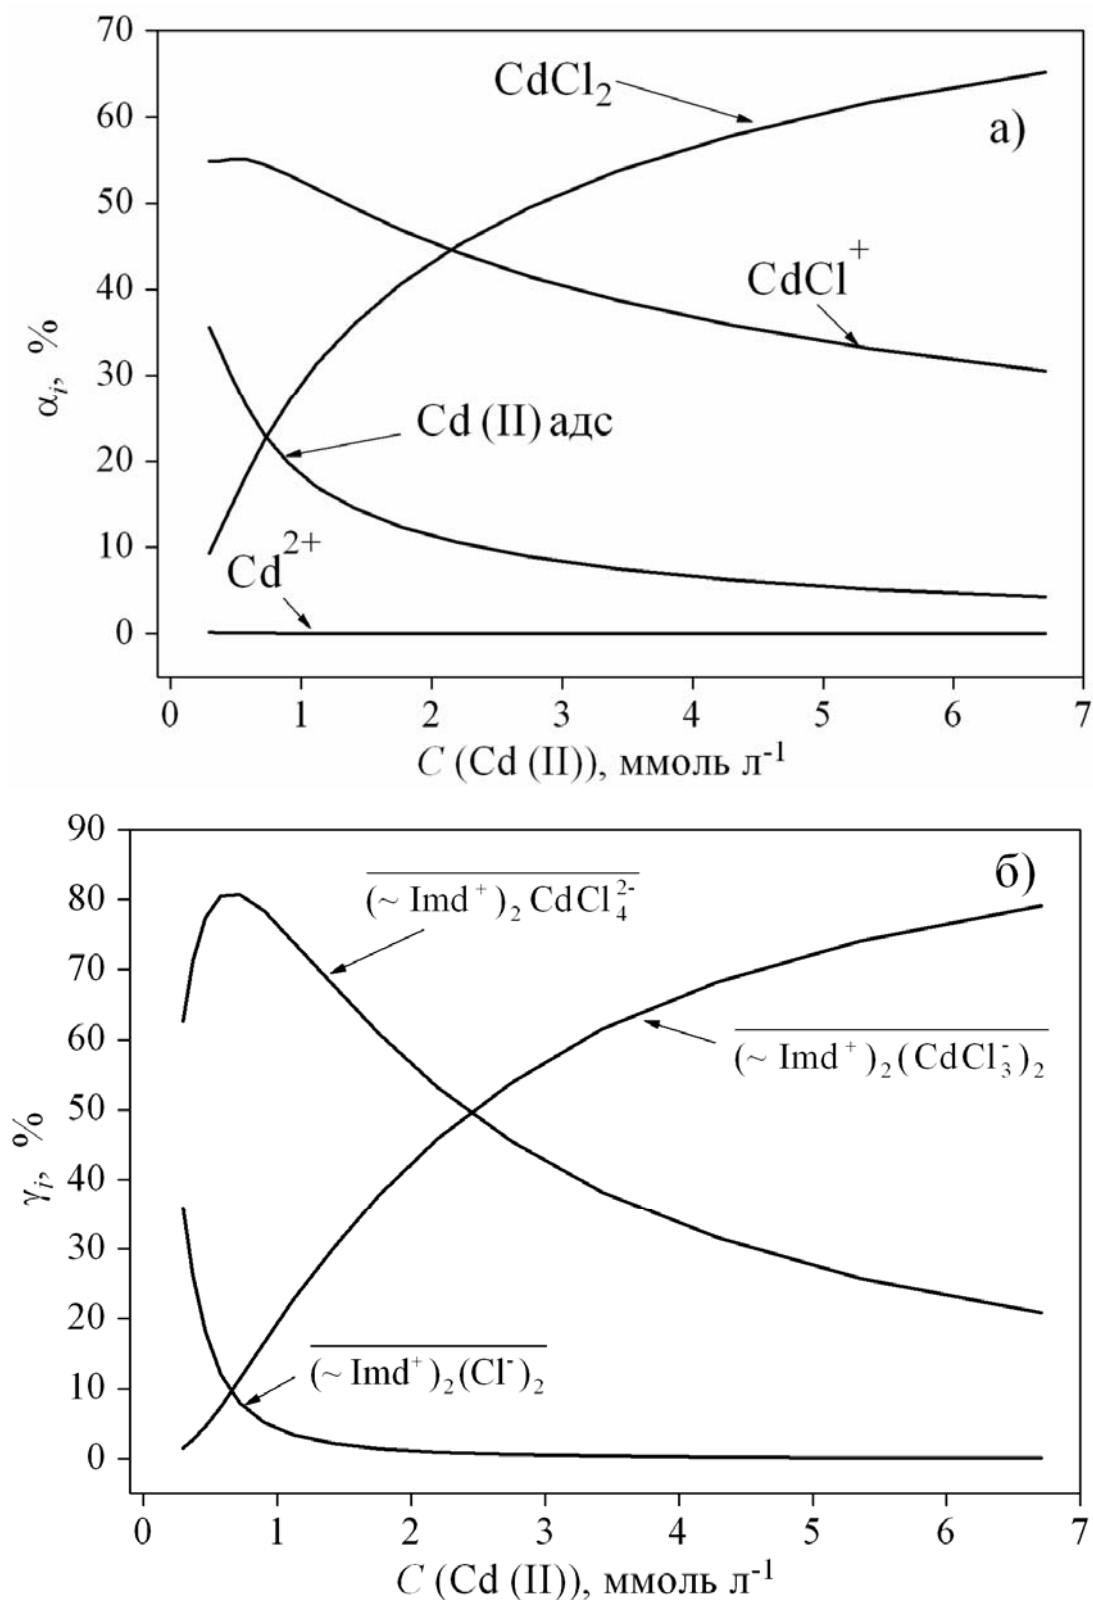 70
60
50
40
30
20
10
0
α_i, %
CdCl₂
а)
CdCl⁺
Cd (II) адс
Cd²⁺
0 1 2 3 4 5 6 7
C (Cd (II)), ммоль л⁻¹
90
80
70
60
50
40
30
20
10
0
γ_i, %
б)
(~ Imd⁺)₂ CdCl₄²⁻
(~ Imd⁺)₂(CdCl₃⁻)₂
(~ Imd⁺)₂(Cl⁻)₂
0 1 2 3 4 5 6 7
C (Cd (II)), ммоль л⁻¹